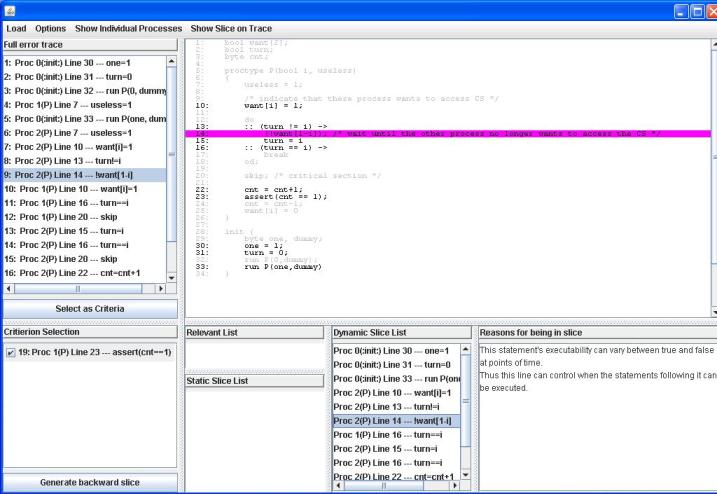 Load Options Show Individual Processes Show Slice on Trace
Full error trace
1: Proc 0(:init:) Line 30 --- one=1
2: Proc 0(:init:) Line 31 --- turn=0
3: Proc 0(:init:) Line 32 --- run P(0, dummy
4: Proc 1(P) Line 7 --- useless=1
5: Proc 0(:init:) Line 33 --- run P(one, dum
6: Proc 2(P) Line 7 --- useless=1
7: Proc 2(P) Line 10 --- want[i]=1
8: Proc 2(P) Line 13 --- turn!=i
9: Proc 2(P) Line 14 --- !want[1-i]
10: Proc 1(P) Line 10 --- want[i]=1
11: Proc 1(P) Line 16 --- turn==i
12: Proc 1(P) Line 20 --- skip
13: Proc 2(P) Line 15 --- turn=i
14: Proc 2(P) Line 16 --- turn==i
15: Proc 2(P) Line 20 --- skip
16: Proc 2(P) Line 22 --- cnt=cnt+1
Select as Criteria
1: bool want[2];
2: bool turn;
3: byte cnt;
4:
5: proctype P(bool i, useless)
6: {
7: useless = 1;
8:
9: /* indicate that these process wants to access CS */
10: want[i] = 1;
11:
12: do
13: :: (turn != i) ->
14: !(want[1-i]); /* wait until the other process no longer wants to access the CS */
15: turn = i
16: :: (turn == i) ->
17: break
18: od;
19:
20: skip; /* critical section */
21:
22: cnt = cnt+1;
23: assert(cnt == 1);
24: cnt = cnt-1;
25: want[i] = 0
26: }
27:
28: init {
29: byte one, dummy;
30: one = 1;
31: turn = 0;
32: run P(0,dummy);
33: run P(one,dummy)
34: }
Critierion Selection
19: Proc 1(P) Line 23 --- assert(cnt==1)
Generate backward slice
Relevant List
Static Slice List
Dynamic Slice List
Proc 0(:init:) Line 30 --- one=1
Proc 0(:init:) Line 31 --- turn=0
Proc 0(:init:) Line 33 --- run P(on
Proc 2(P) Line 10 --- want[i]=1
Proc 2(P) Line 13 --- turn!=i
Proc 2(P) Line 14 --- !want[1-i]
Proc 1(P) Line 16 --- turn==i
Proc 2(P) Line 15 --- turn=i
Proc 2(P) Line 16 --- turn==i
Proc 2(P) Line 22 --- cnt=cnt+1
Reasons for being in slice
This statement's executability can vary between true and false
at points of time.
Thus this line can control when the statements following it can
be executed.